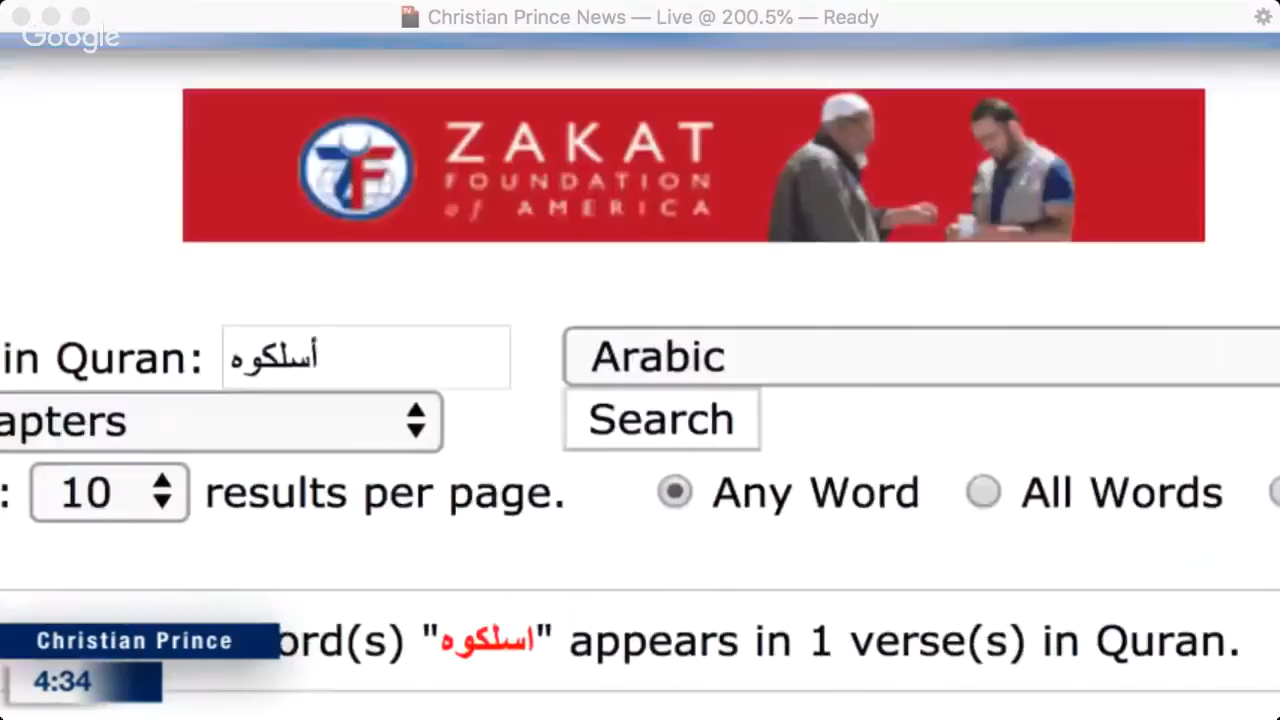 Christian Prince News — Live @ 200.5% — Ready
Google
ZAKAT
FOUNDATION
of AMERICA
in Quran: أسلكوه Arabic
apters Search
: 10 results per page. Any Word All Words
ord(s) "اسلكوه" appears in 1 verse(s) in Quran.
Christian Prince
4:34